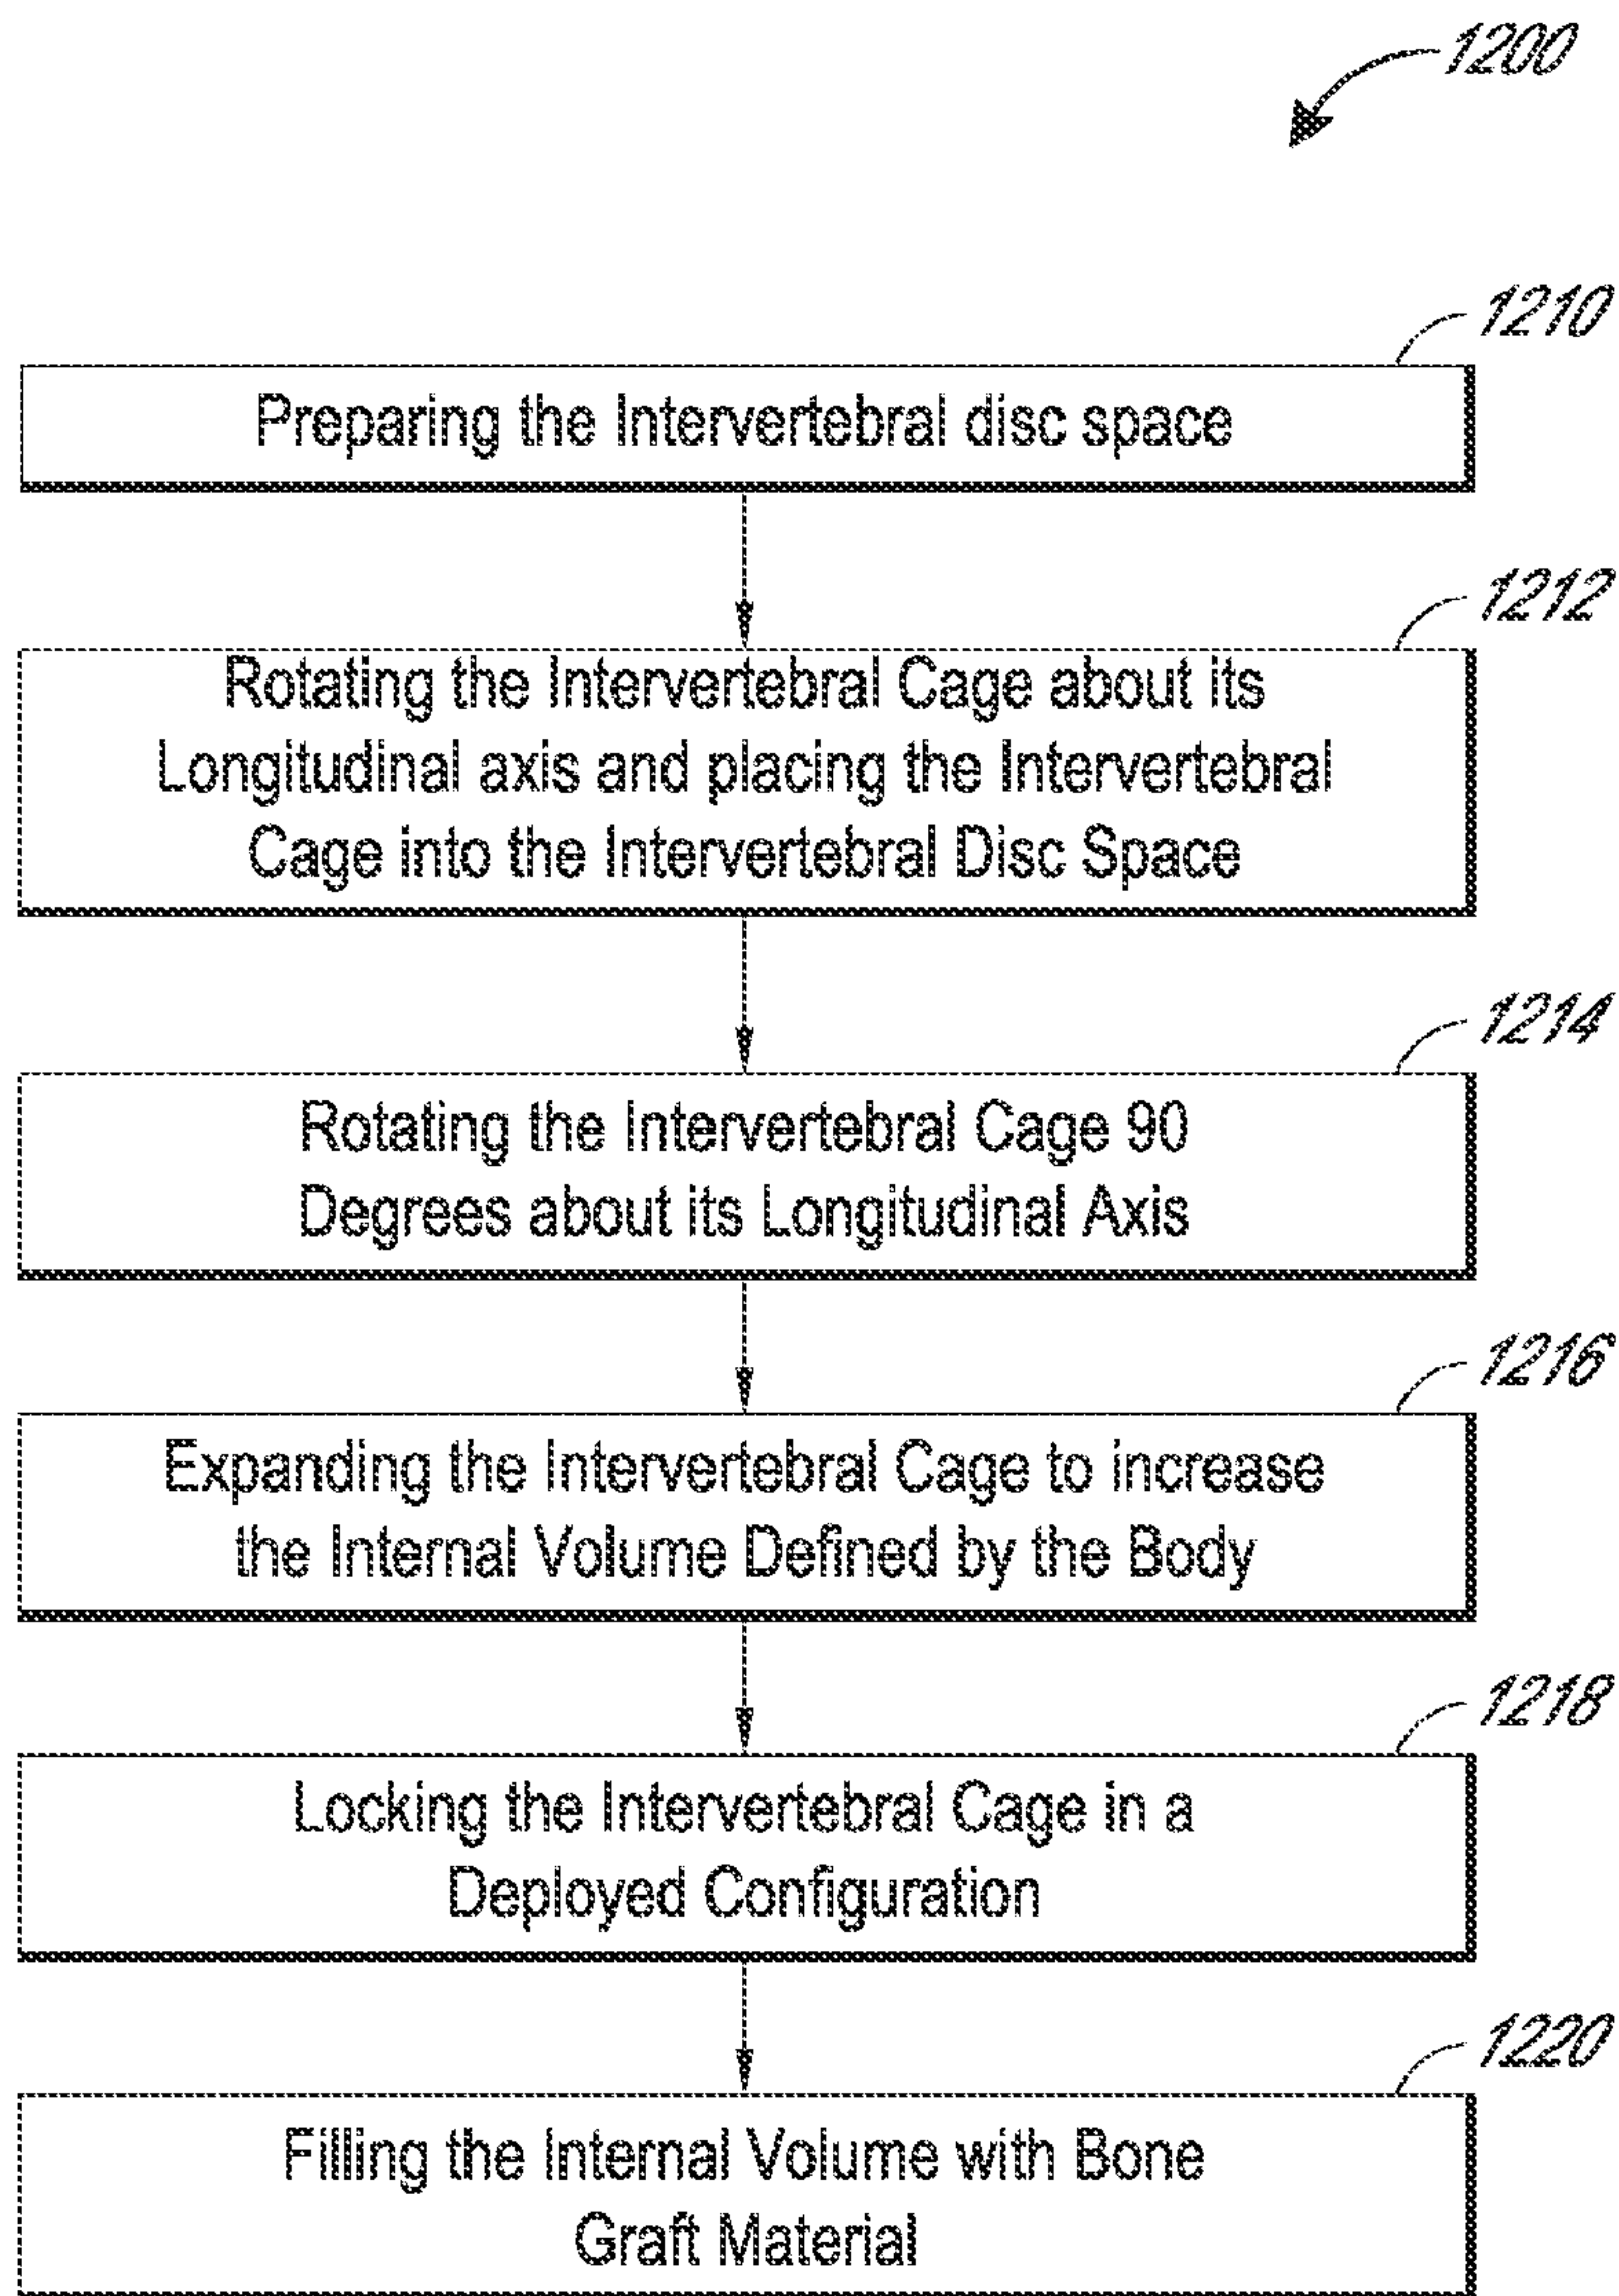 1200
1210
Preparing the Intervertebral disc space
1212
Rotating the Intervertebral Cage about its
Longitudinal axis and placing the Intervertebral
Cage into the Intervertebral Disc Space
1214
Rotating the Intervertebral Cage 90
Degrees about its Longitudinal Axis
1216
Expanding the Intervertebral Cage to increase
the Internal Volume Defined by the Body
1218
Locking the Intervertebral Cage in a
Deployed Configuration
1220
Filling the Internal Volume with Bone
Graft Material